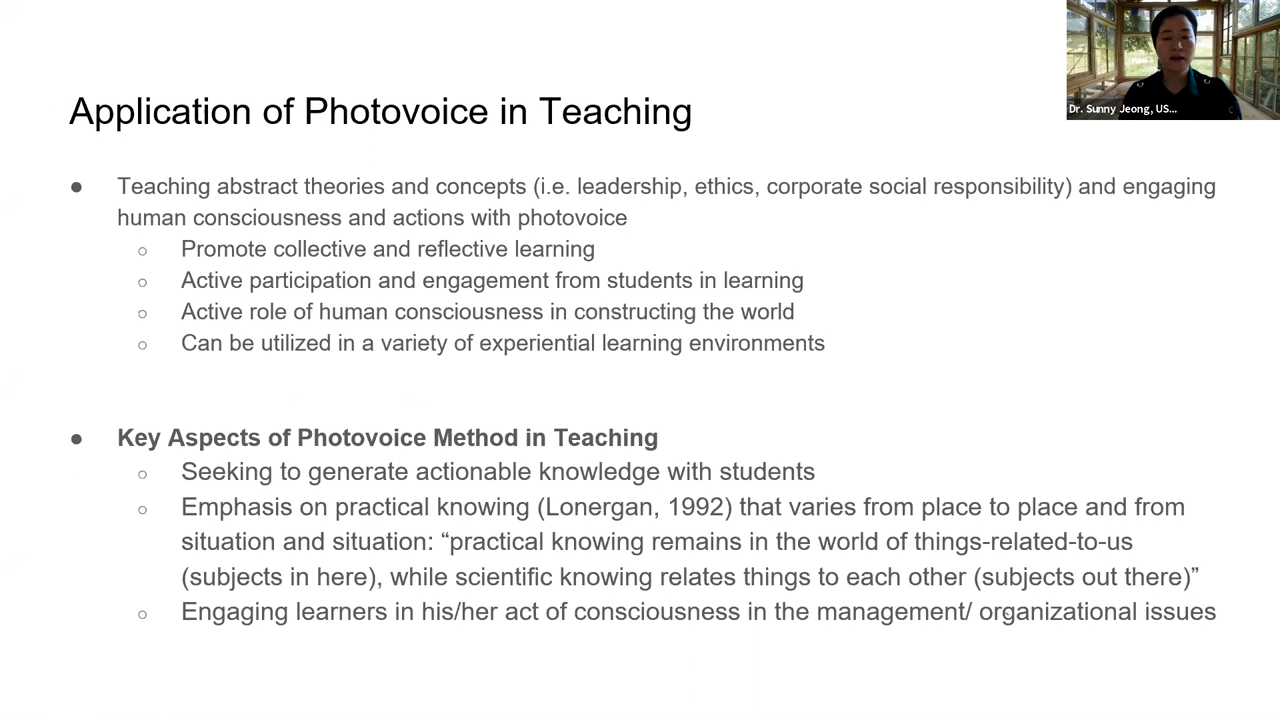 Dr. Sunny Jeong, US...
Application of Photovoice in Teaching
● Teaching abstract theories and concepts (i.e. leadership, ethics, corporate social responsibility) and engaging
human consciousness and actions with photovoice
○ Promote collective and reflective learning
○ Active participation and engagement from students in learning
○ Active role of human consciousness in constructing the world
○ Can be utilized in a variety of experiential learning environments
● Key Aspects of Photovoice Method in Teaching
○ Seeking to generate actionable knowledge with students
○ Emphasis on practical knowing (Lonergan, 1992) that varies from place to place and from
situation and situation: “practical knowing remains in the world of things-related-to-us
(subjects in here), while scientific knowing relates things to each other (subjects out there)”
○ Engaging learners in his/her act of consciousness in the management/ organizational issues